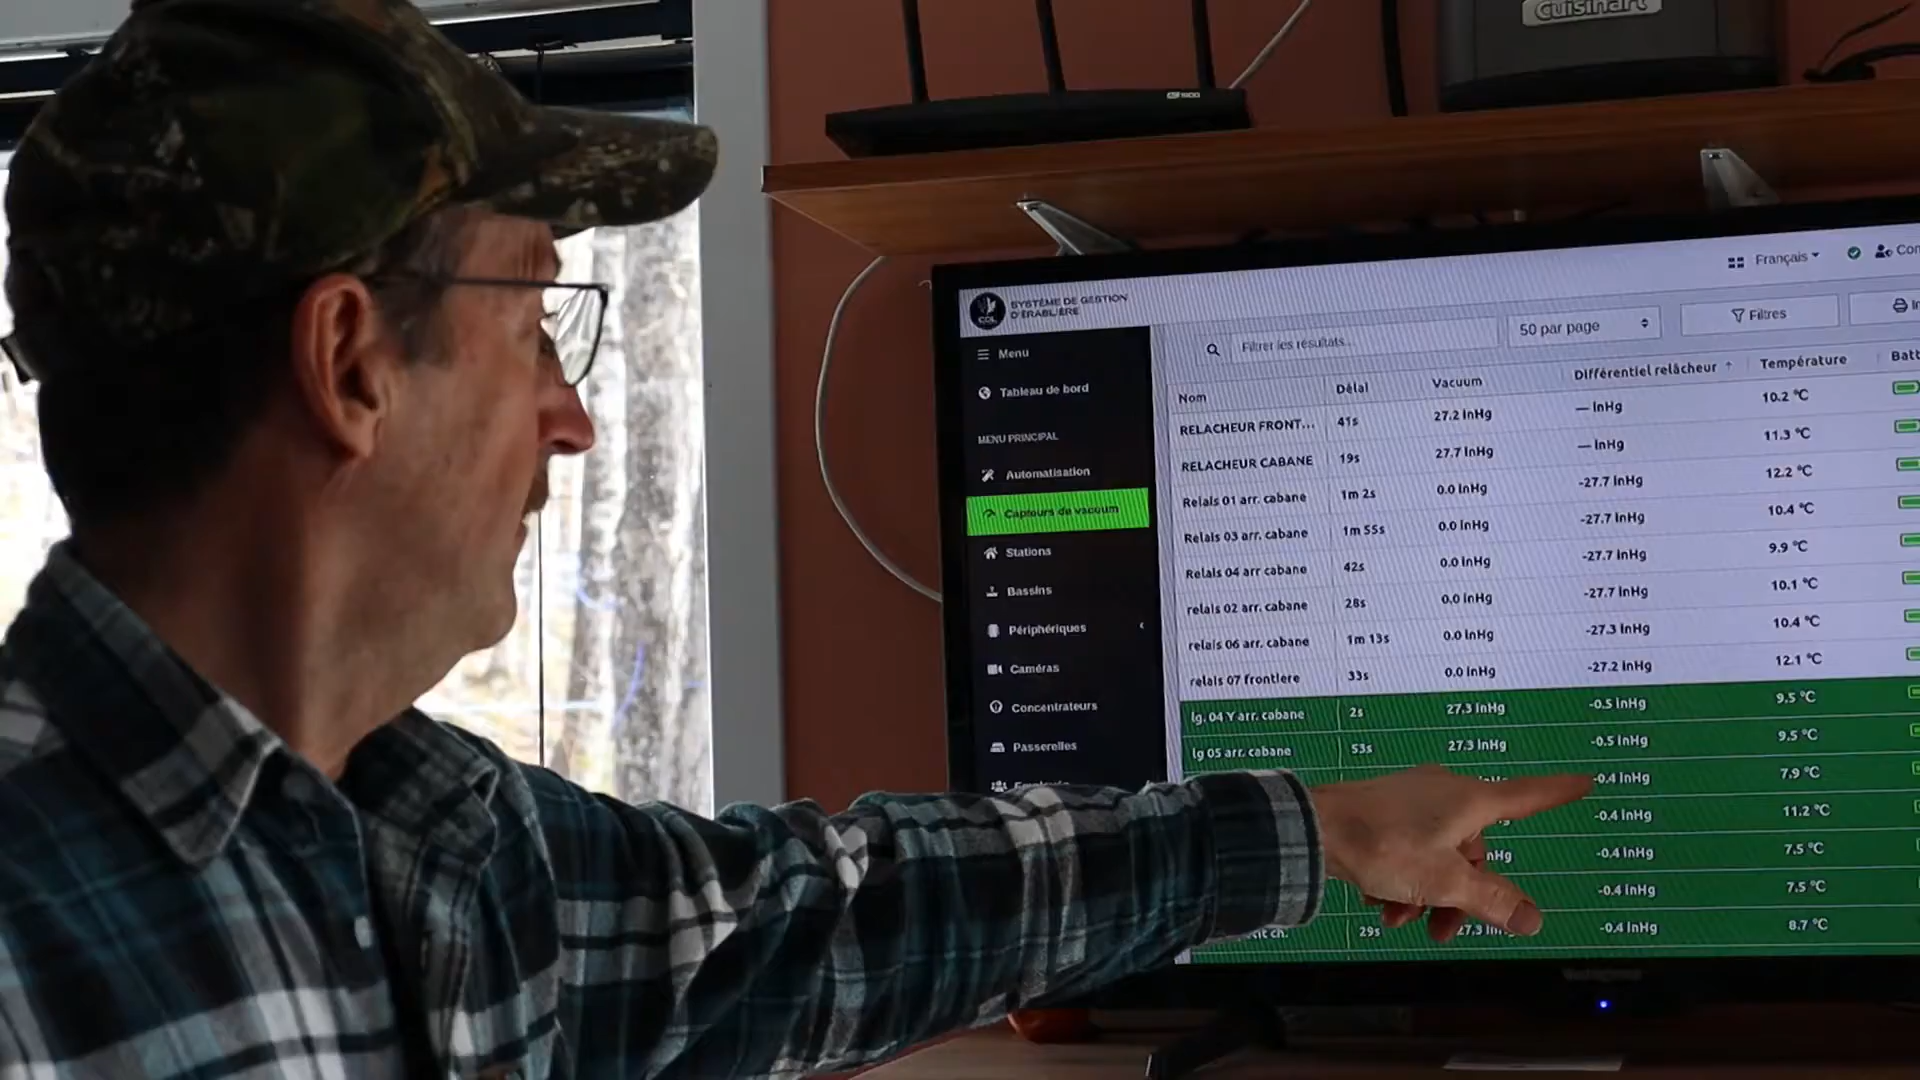 Cuisinart
Français
Con
CDL
SYSTÈME DE GESTION
D'ÉRABLIÈRE
Menu
Tableau de bord
MENU PRINCIPAL
Automatisation
Capteurs de vacuum
Stations
Bassins
Périphériques
Caméras
Concentrateurs
Passerelles
Filtrer les résultats...
50 par page
Filtres
Nom Délai Vacuum Différentiel relâcheur Température Batt
RELACHEUR FRONT... 41s 27.2 InHg — InHg 10.2 °C
RELACHEUR CABANE 19s 27.7 InHg — InHg 11.3 °C
Relais 01 arr. cabane 1m 2s 0.0 InHg -27.7 InHg 12.2 °C
Relais 03 arr. cabane 1m 55s 0.0 InHg -27.7 InHg 10.4 °C
Relais 04 arr cabane 42s 0.0 InHg -27.7 InHg 9.9 °C
relais 02 arr. cabane 28s 0.0 InHg -27.7 InHg 10.1 °C
relais 06 arr. cabane 1m 13s 0.0 InHg -27.3 InHg 10.4 °C
relais 07 frontiere 33s 0.0 InHg -27.2 InHg 12.1 °C
lg. 04 Y arr. cabane 2s 27.3 InHg -0.5 InHg 9.5 °C
lg 05 arr. cabane 53s 27.3 InHg -0.5 InHg 9.5 °C
-0.4 InHg 7.9 °C
-0.4 InHg 11.2 °C
nHg -0.4 InHg 7.5 °C
-0.4 InHg 7.5 °C
ch. 29s 27.3 -0.4 InHg 8.7 °C